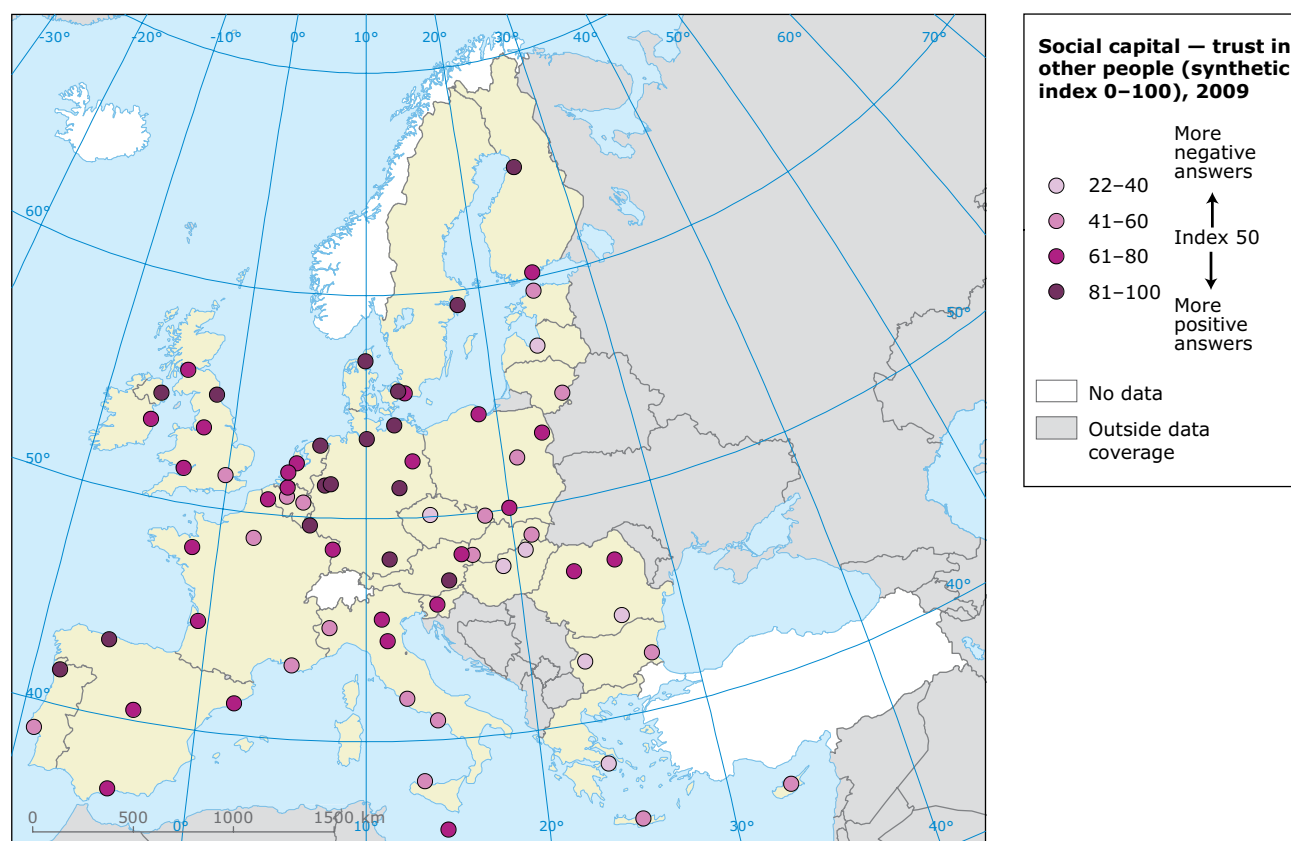 -30°
-20°
-10°
0°
10°
20°
30°
40°
50°
60°
70°
60°
50°
50°
40°
40°
0
500
1000
1500 km
0°
10°
20°
30°
40°
Social capital — trust in
other people (synthetic
index 0–100), 2009
More
negative
answers
22–40
41–60
Index 50
61–80
81–100
More
positive
answers
No data
Outside data
coverage